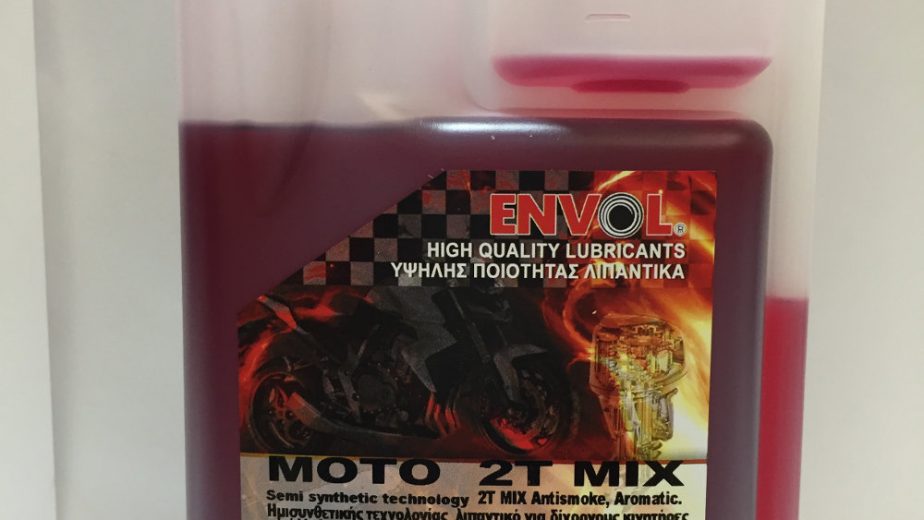 ENVOL®
HIGH QUALITY LUBRICANTS
ΥΨΗΛΗΣ ΠΟΙΟΤΗΤΑΣ ΛΙΠΑΝΤΙΚΑ
MOTO 2T MIX
Semi synthetic technology 2T MIX Antismoke, Aromatic.
Ημισυνθετικής τεχνολογίας λιπαντικό για δίχρονους κινητήρες